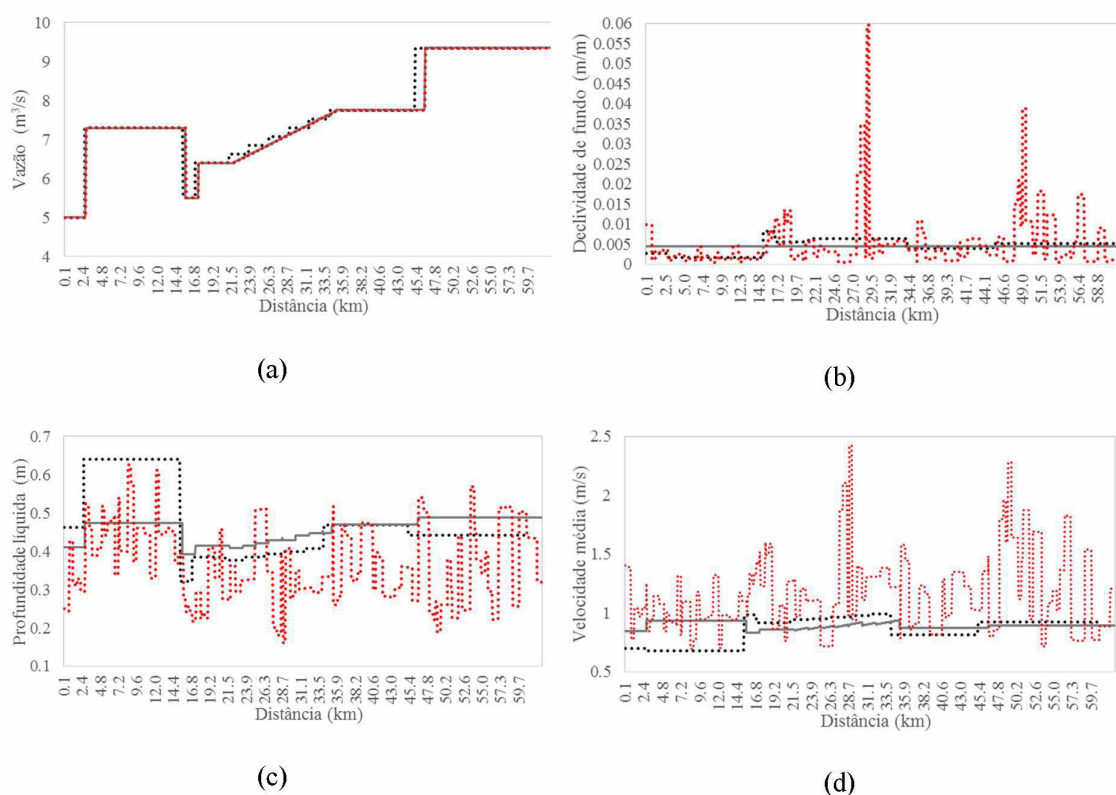 10
9
8
7
6
5
4
Vazão (m³/s)
0.1 2.4 4.8 7.2 9.6 12.0 14.4 16.8 19.2 21.5 23.9 26.3 28.7 31.1 33.5 35.9 38.2 40.6 43.0 45.4 47.8 50.2 52.6 55.0 57.3 59.7
Distância (km)
(a)
0.06
0.055
0.05
0.045
0.04
0.035
0.03
0.025
0.02
0.015
0.01
0.005
0
Declividade de fundo (m/m)
0.1 2.5 5.0 7.4 9.9 12.3 14.8 17.2 19.7 22.1 24.6 27.0 29.5 31.9 34.4 36.8 39.3 41.7 44.1 46.6 49.0 51.5 53.9 56.4 58.8
Distância (km)
(b)
0.7
0.6
0.5
0.4
0.3
0.2
0.1
Profundidade líquida (m)
0.1 2.4 4.8 7.2 9.6 12.0 14.4 16.8 19.2 21.5 23.9 26.3 28.7 31.1 33.5 35.9 38.2 40.6 43.0 45.4 47.8 50.2 52.6 55.0 57.3 59.7
Distância (km)
(c)
2.5
2
1.5
1
0.5
Velocidade média (m/s)
0.1 2.4 4.8 7.2 9.6 12.0 14.4 16.8 19.2 21.5 23.9 26.3 28.7 31.1 33.5 35.9 38.2 40.6 43.0 45.4 47.8 50.2 52.6 55.0 57.3 59.7
Distância (km)
(d)